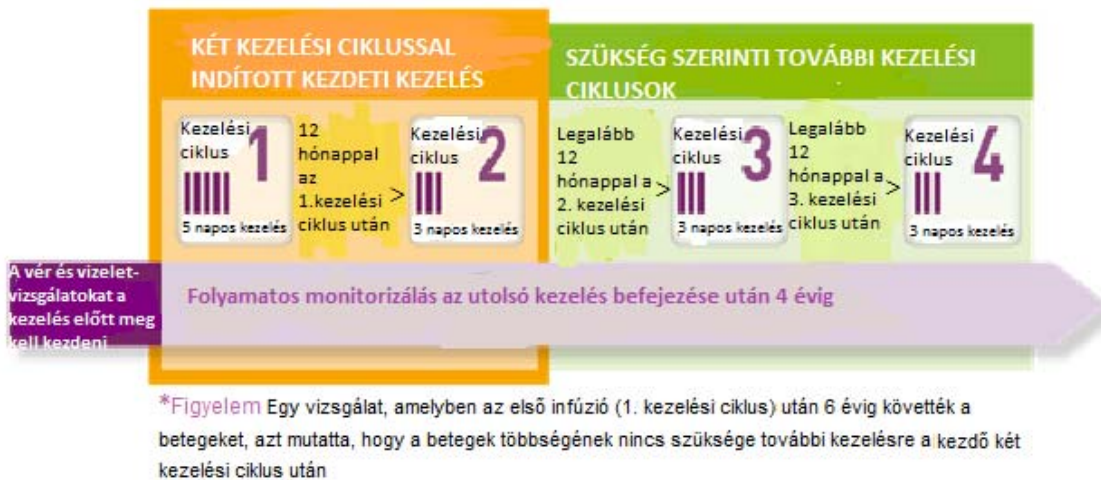 KÉT KEZELÉSI CIKLUSSAL
INDÍTOTT KEZDETI KEZELÉS
Kezelési
ciklus 1
5 napos kezelés
12
hónappal
az
1.kezelési >
ciklus után
Kezelési
ciklus 2
3 napos kezelés
SZÜKSÉG SZERINTI TOVÁBBI KEZELÉSI
CIKLUSOK
Legalább
12
hónappal a >
2. kezelési
ciklus után
Kezelési
ciklus 3
3 napos kezelés
Legalább
12
hónappal a >
3. kezelési
ciklus után
Kezelési
ciklus 4
3 napos kezelés
A vér és vizelet-
vizsgálatokat a
kezelés előtt meg
kell kezdeni
Folyamatos monitorizálás az utolsó kezelés befejezése után 4 évig
*Figyelem Egy vizsgálat, amelyben az első infúzió (1. kezelési ciklus) után 6 évig követték a
betegeket, azt mutatta, hogy a betegek többségének nincs szüksége további kezelésre a kezdő két
kezelési ciklus után